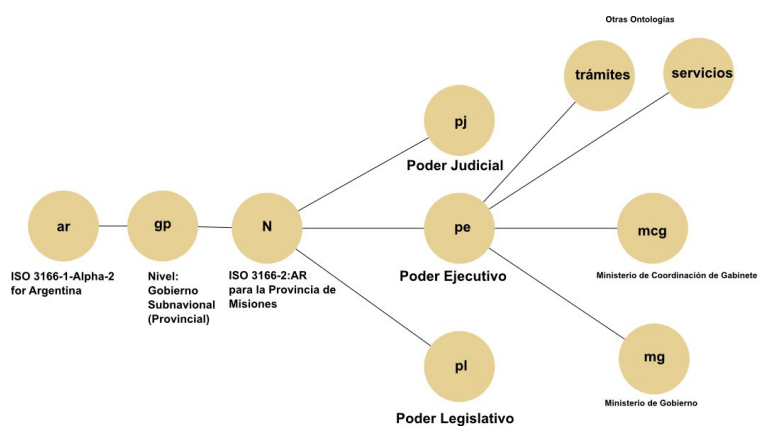 Otras Ontologías
trámites
servicios
pj
Poder Judicial
ar
gp
N
pe
mcg
ISO 3166-1-Alpha-2
for Argentina
Nivel:
Gobierno
Subnavional
(Provincial)
ISO 3166-2:AR
para la Provincia de
Misiones
Poder Ejecutivo
Ministerio de Coordinación de Gabinete
pl
Poder Legislativo
mg
Ministerio de Gobierno